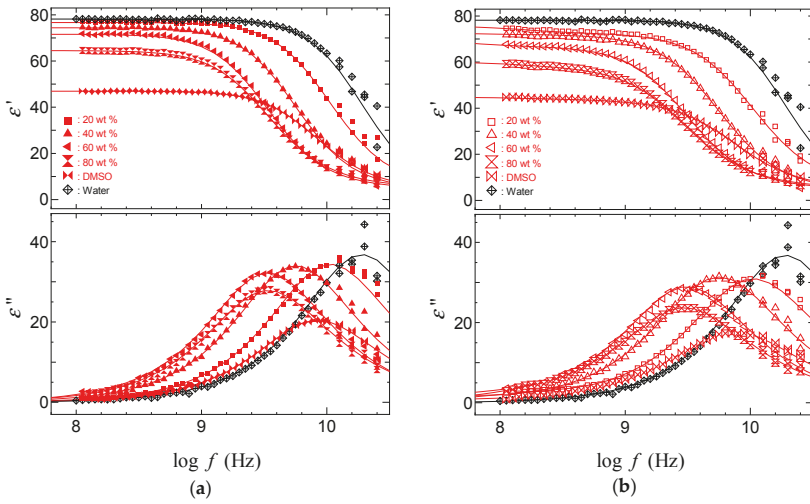 80
60
40
20
0
ε'
: 20 wt %
: 40 wt %
: 60 wt %
: 80 wt %
: DMSO
: Water
40
20
0
ε"
8
9
10
log f (Hz)
(a)
80
60
40
20
0
ε'
: 20 wt %
: 40 wt %
: 60 wt %
: 80 wt %
: DMSO
: Water
40
20
0
ε"
8
9
10
log f (Hz)
(b)